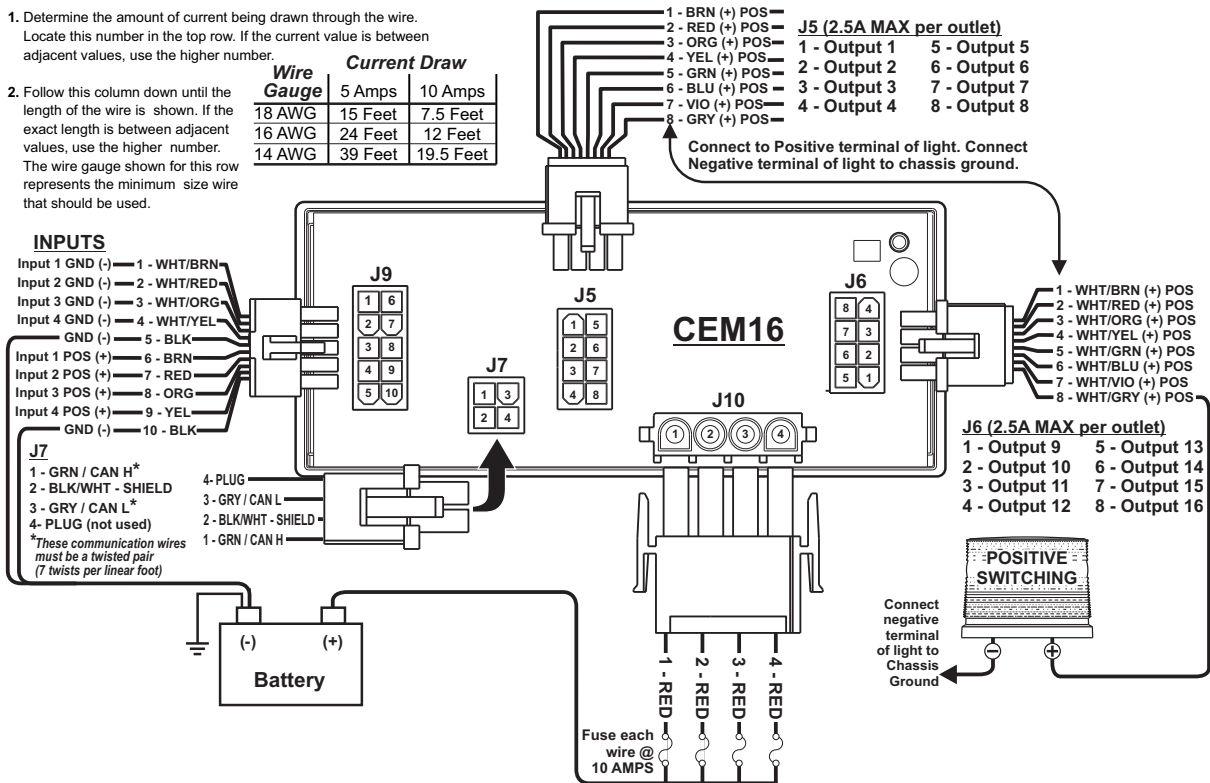 1. Determine the amount of current being drawn through the wire.
Locate this number in the top row. If the current value is between
adjacent values, use the higher number.
2. Follow this column down until the
length of the wire is shown. If the
exact length is between adjacent
values, use the higher number.
The wire gauge shown for this row
represents the minimum size wire
that should be used.
Wire
Gauge
Current Draw
5 Amps 10 Amps
18 AWG 15 Feet 7.5 Feet
16 AWG 24 Feet 12 Feet
14 AWG 39 Feet 19.5 Feet
1 - BRN (+) POS
2 - RED (+) POS
3 - ORG (+) POS
4 - YEL (+) POS
5 - GRN (+) POS
6 - BLU (+) POS
7 - VIO (+) POS
8 - GRY (+) POS
J5 (2.5A MAX per outlet)
1 - Output 1 5 - Output 5
2 - Output 2 6 - Output 6
3 - Output 3 7 - Output 7
4 - Output 4 8 - Output 8
Connect to Positive terminal of light. Connect
Negative terminal of light to chassis ground.
INPUTS
Input 1 GND (-) 1 - WHT/BRN
Input 2 GND (-) 2 - WHT/RED
Input 3 GND (-) 3 - WHT/ORG
Input 4 GND (-) 4 - WHT/YEL
GND (-) 5 - BLK
Input 1 POS (+) 6 - BRN
Input 2 POS (+) 7 - RED
Input 3 POS (+) 8 - ORG
Input 4 POS (+) 9 - YEL
GND (-) 10 - BLK
J9
1 6
2 7
3 8
4 9
5 10
J7
1 3
2 4
J5
1 5
2 6
3 7
4 8
CEM16
J6
8 4
7 3
6 2
5 1
J10
1 2 3 4
1 - WHT/BRN (+) POS
2 - WHT/RED (+) POS
3 - WHT/ORG (+) POS
4 - WHT/YEL (+) POS
5 - WHT/GRN (+) POS
6 - WHT/BLU (+) POS
7 - WHT/VIO (+) POS
8 - WHT/GRY (+) POS
J6 (2.5A MAX per outlet)
1 - Output 9 5 - Output 13
2 - Output 10 6 - Output 14
3 - Output 11 7 - Output 15
4 - Output 12 8 - Output 16
J7
1 - GRN / CAN H*
2 - BLK/WHT - SHIELD
3 - GRY / CAN L*
4- PLUG (not used)
*These communication wires
must be a twisted pair
(7 twists per linear foot)
4- PLUG
3 - GRY / CAN L
2 - BLK/WHT - SHIELD
1 - GRN / CAN H
(-) (+)
Battery
1 - RED
2 - RED
3 - RED
4 - RED
Fuse each
wire @
10 AMPS
POSITIVE
SWITCHING
Connect
negative
terminal
of light to
Chassis
Ground